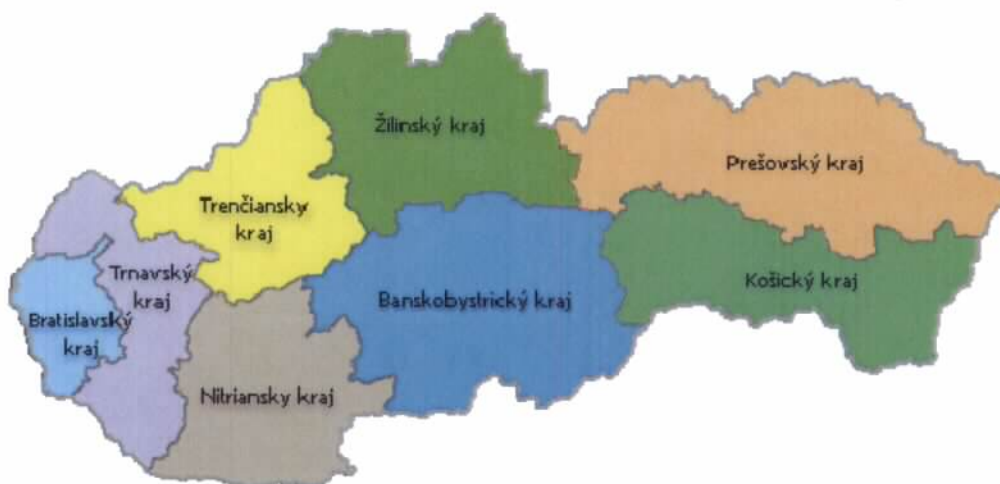 Žilinský kraj
Prešovský kraj
Trenčiansky
kraj
Trnavský
kraj
Košický kraj
Banskobystrický kraj
Bratislavský
kraj
Nitriansky kraj